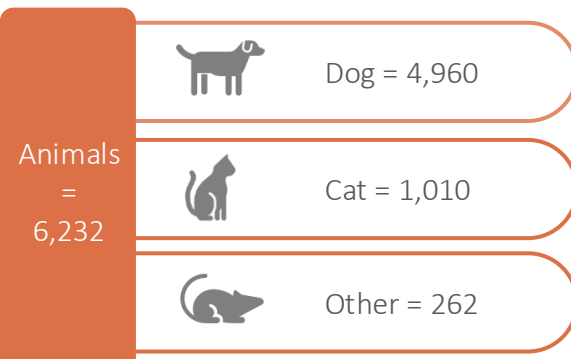 Animals
=
6,232
Dog = 4,960
Cat = 1,010
Other = 262